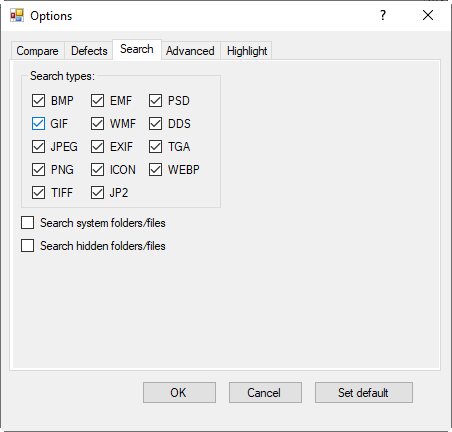 Options
Compare Defects Search Advanced Highlight
Search types:
BMP EMF PSD
GIF WMF DDS
JPEG EXIF TGA
PNG ICON WEBP
TIFF JP2
Search system folders/files
Search hidden folders/files
OK Cancel Set default